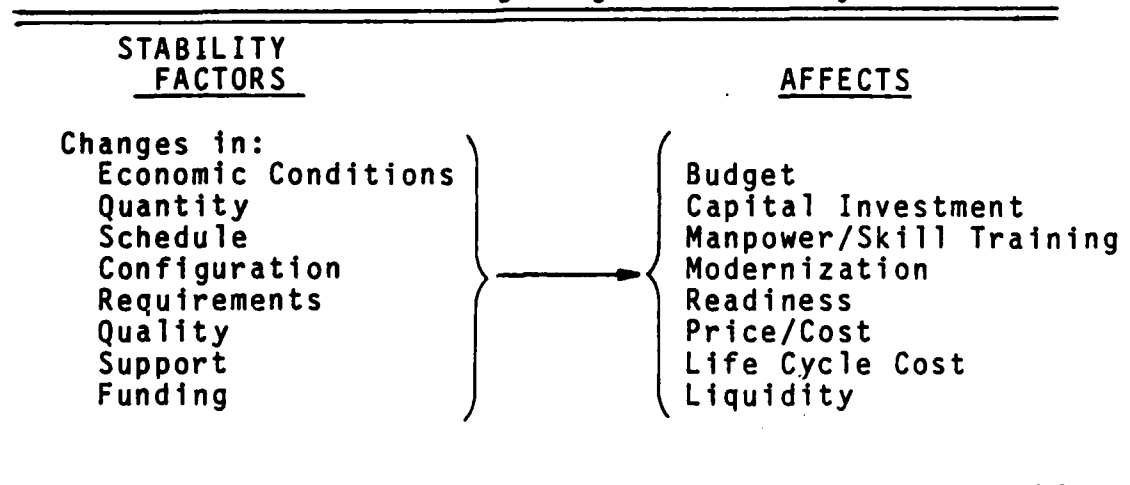 STABILITY
FACTORS
AFFECTS
Changes in:
Economic Conditions
Quantity
Schedule
Configuration
Requirements
Quality
Support
Funding
Budget
Capital Investment
Manpower/Skill Training
Modernization
Readiness
Price/Cost
Life Cycle Cost
Liquidity